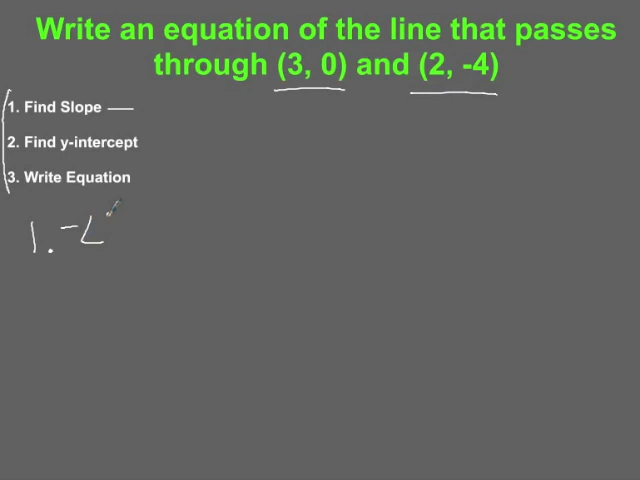 Write an equation of the line that passes
through (3, 0) and (2, -4)
1. Find Slope
2. Find y-intercept
3. Write Equation
1. -